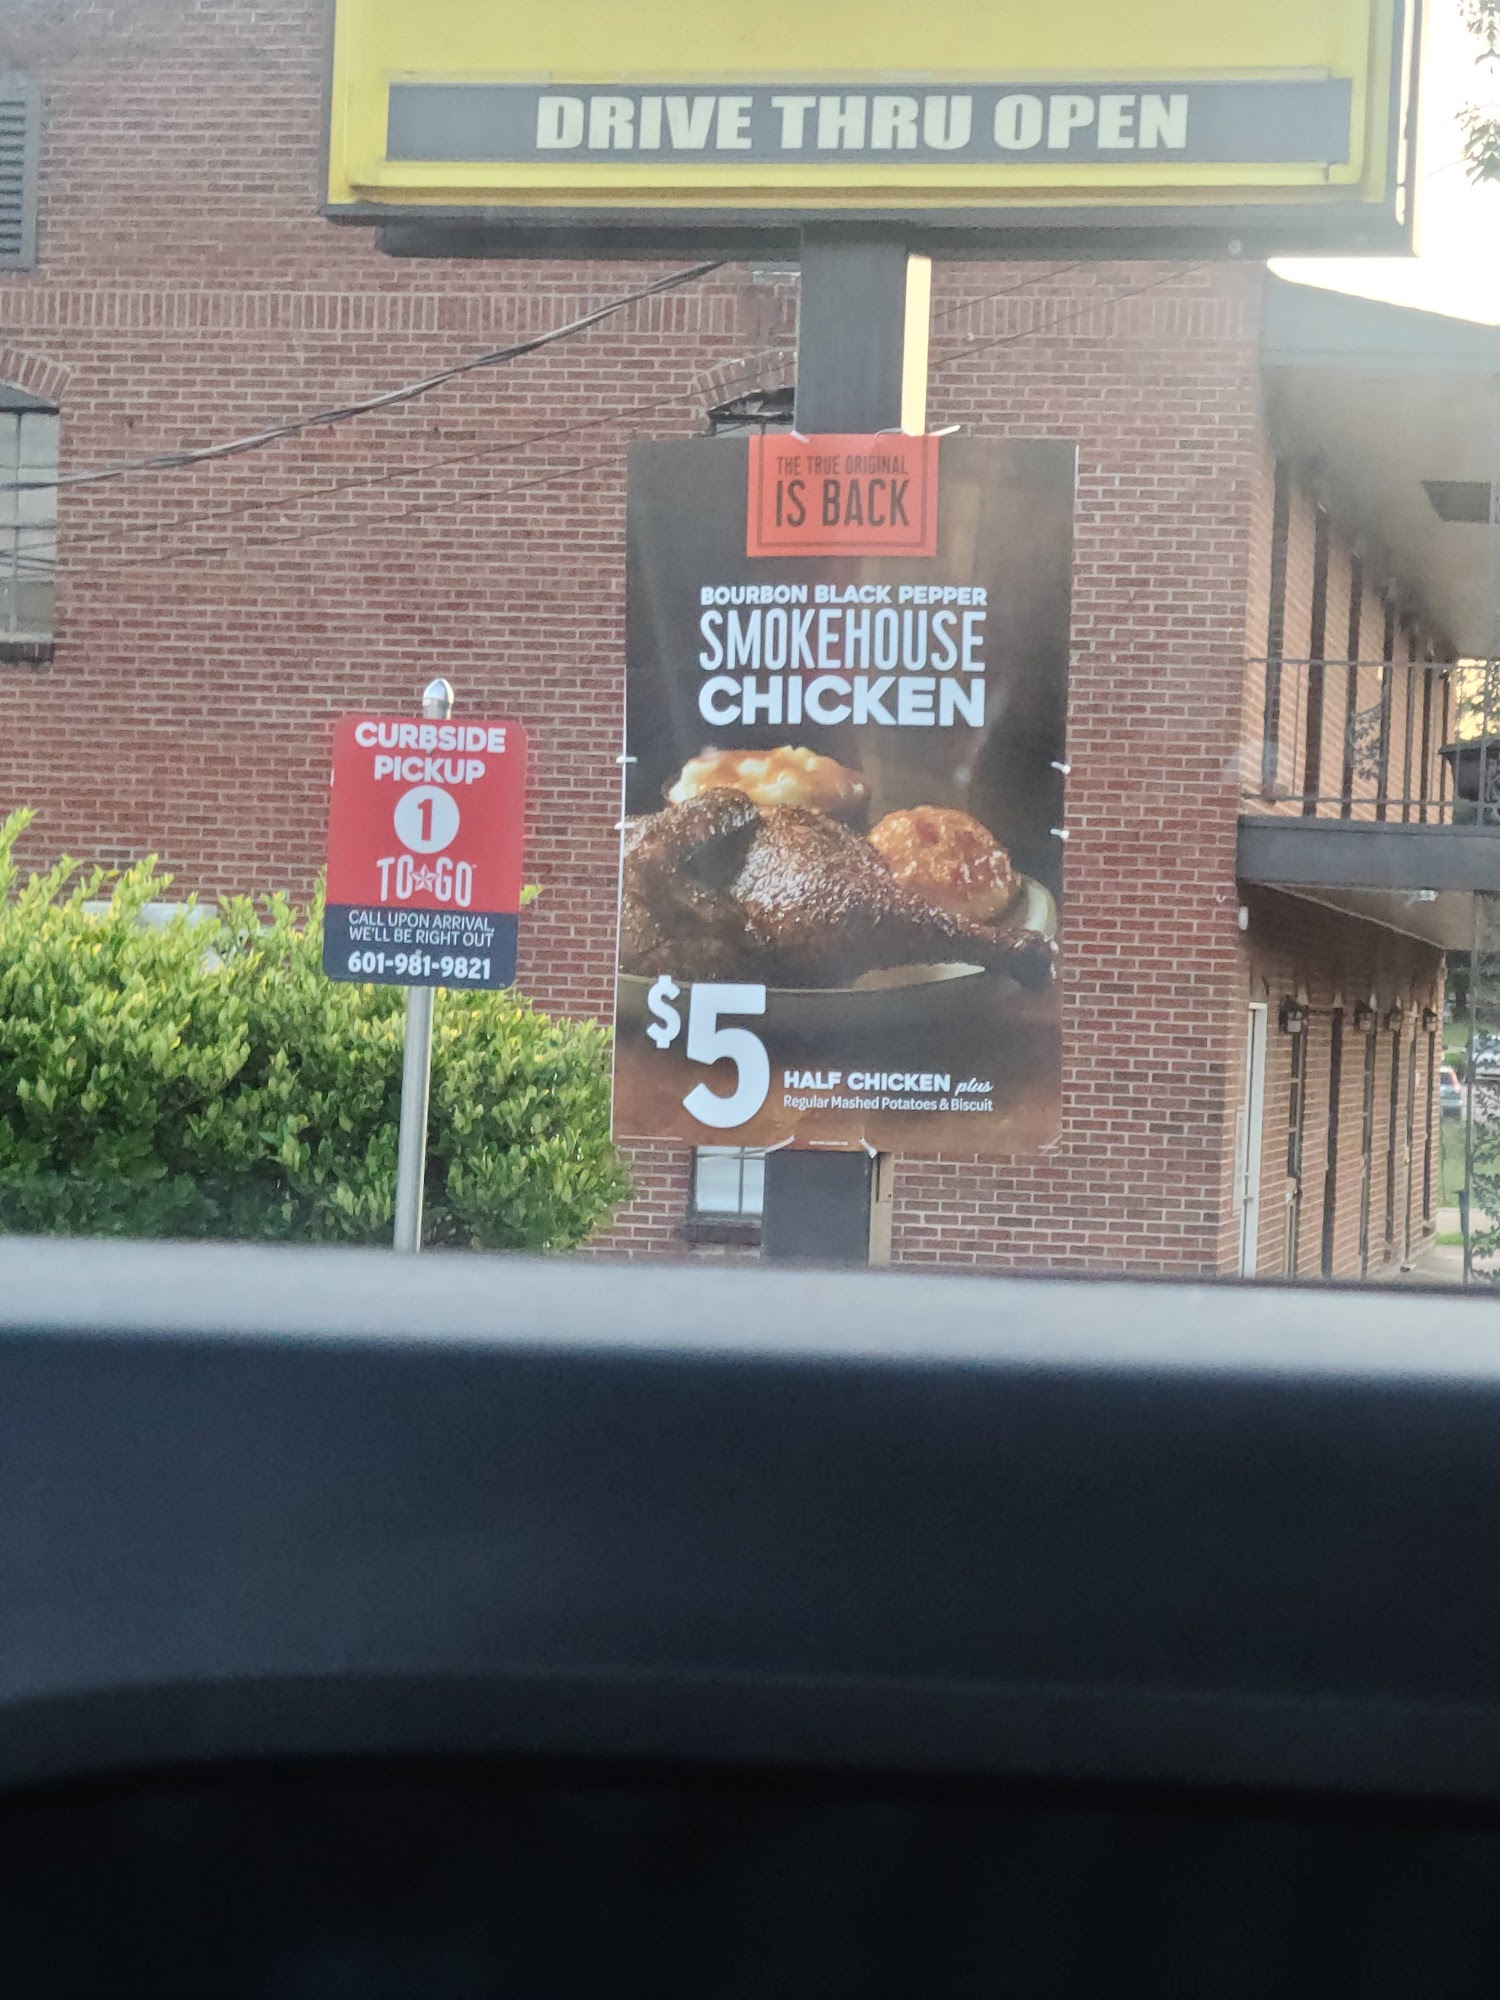 DRIVE THRU OPEN
THE TRUE ORIGINAL
IS BACK
BOURBON BLACK PEPPER
SMOKEHOUSE
CHICKEN
$5
HALF CHICKEN plus
Regular Mashed Potatoes & Biscuit
CURBSIDE
PICKUP
1
TO GO
CALL UPON ARRIVAL,
WE'LL BE RIGHT OUT
601-981-9821